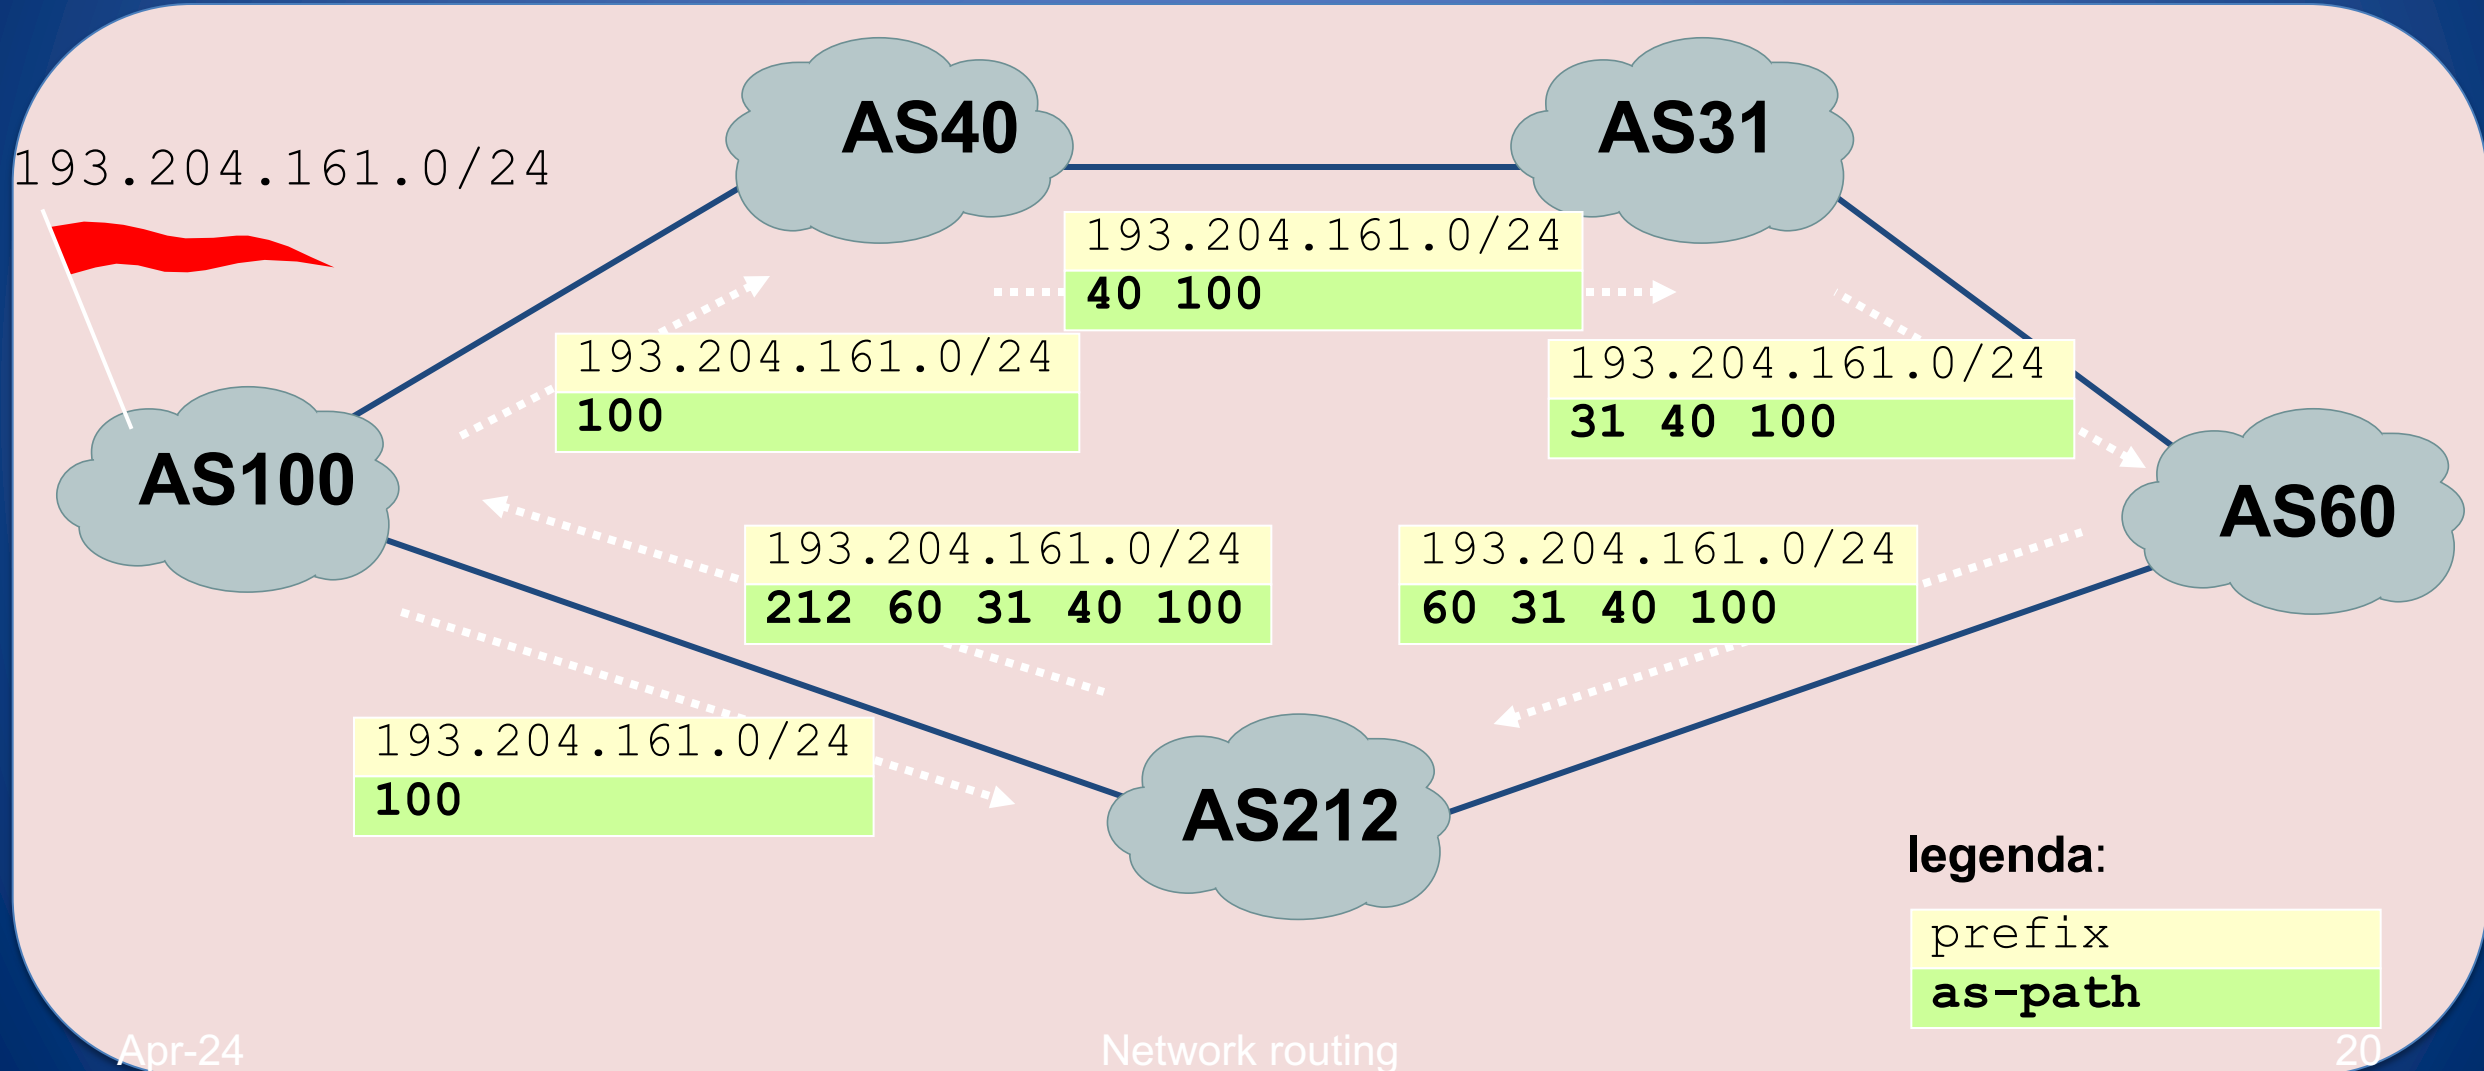 AS40
AS31
193.204.161.0/24
193.204.161.0/24
40 100
193.204.161.0/24
100
193.204.161.0/24
31 40 100
AS100
AS60
193.204.161.0/24
212 60 31 40 100
193.204.161.0/24
60 31 40 100
193.204.161.0/24
100
AS212
legenda:
prefix
as-path
Apr-24
Network routing
20